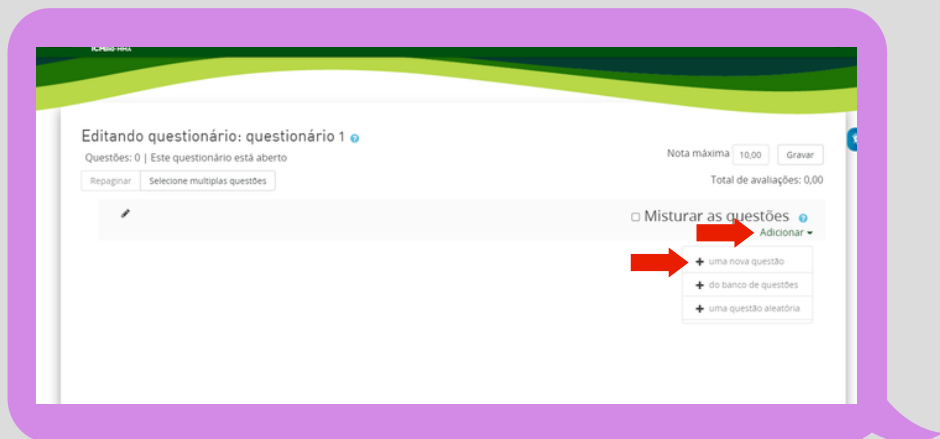 Editando questionário: questionário 1
Questões: 0 | Este questionário está aberto
Nota máxima 10,00 Gravar
Repaginar Selecione multiplas questões
Total de avaliações: 0,00
Misturar as questões
Adicionar
uma nova questão
do banco de questões
uma questão aleatória